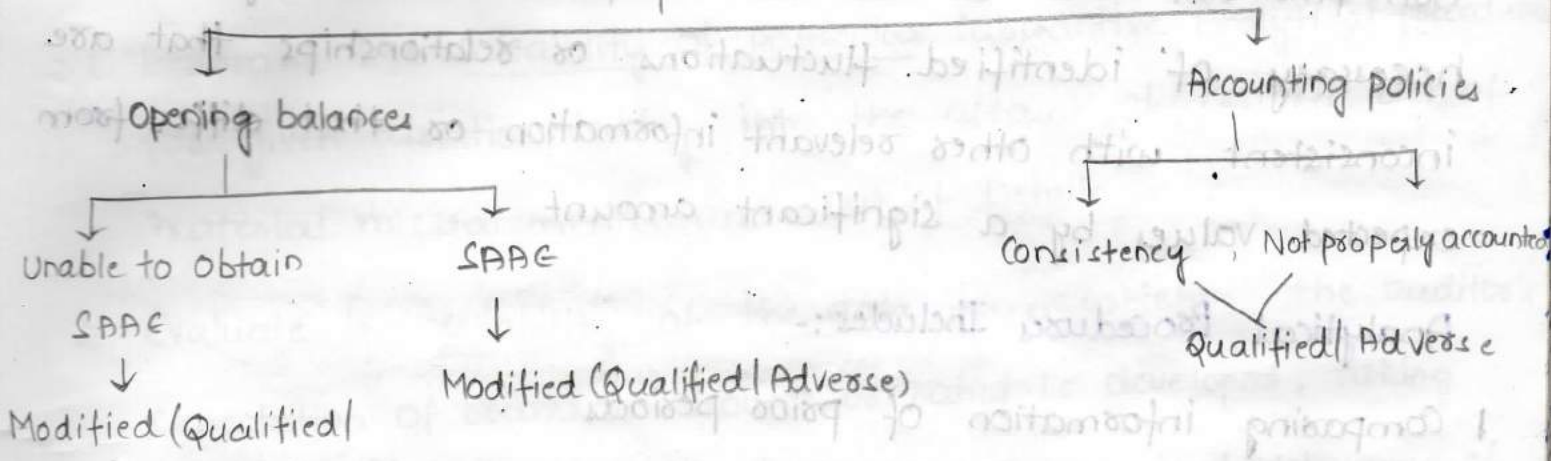 Opening balances
Accounting policies .
Unable to obtain
SAAE
SAAE
Consistency , Not properly accounted
Modified (Qualified/
Modified (Qualified/ Adverse)
Qualified/ Adverse